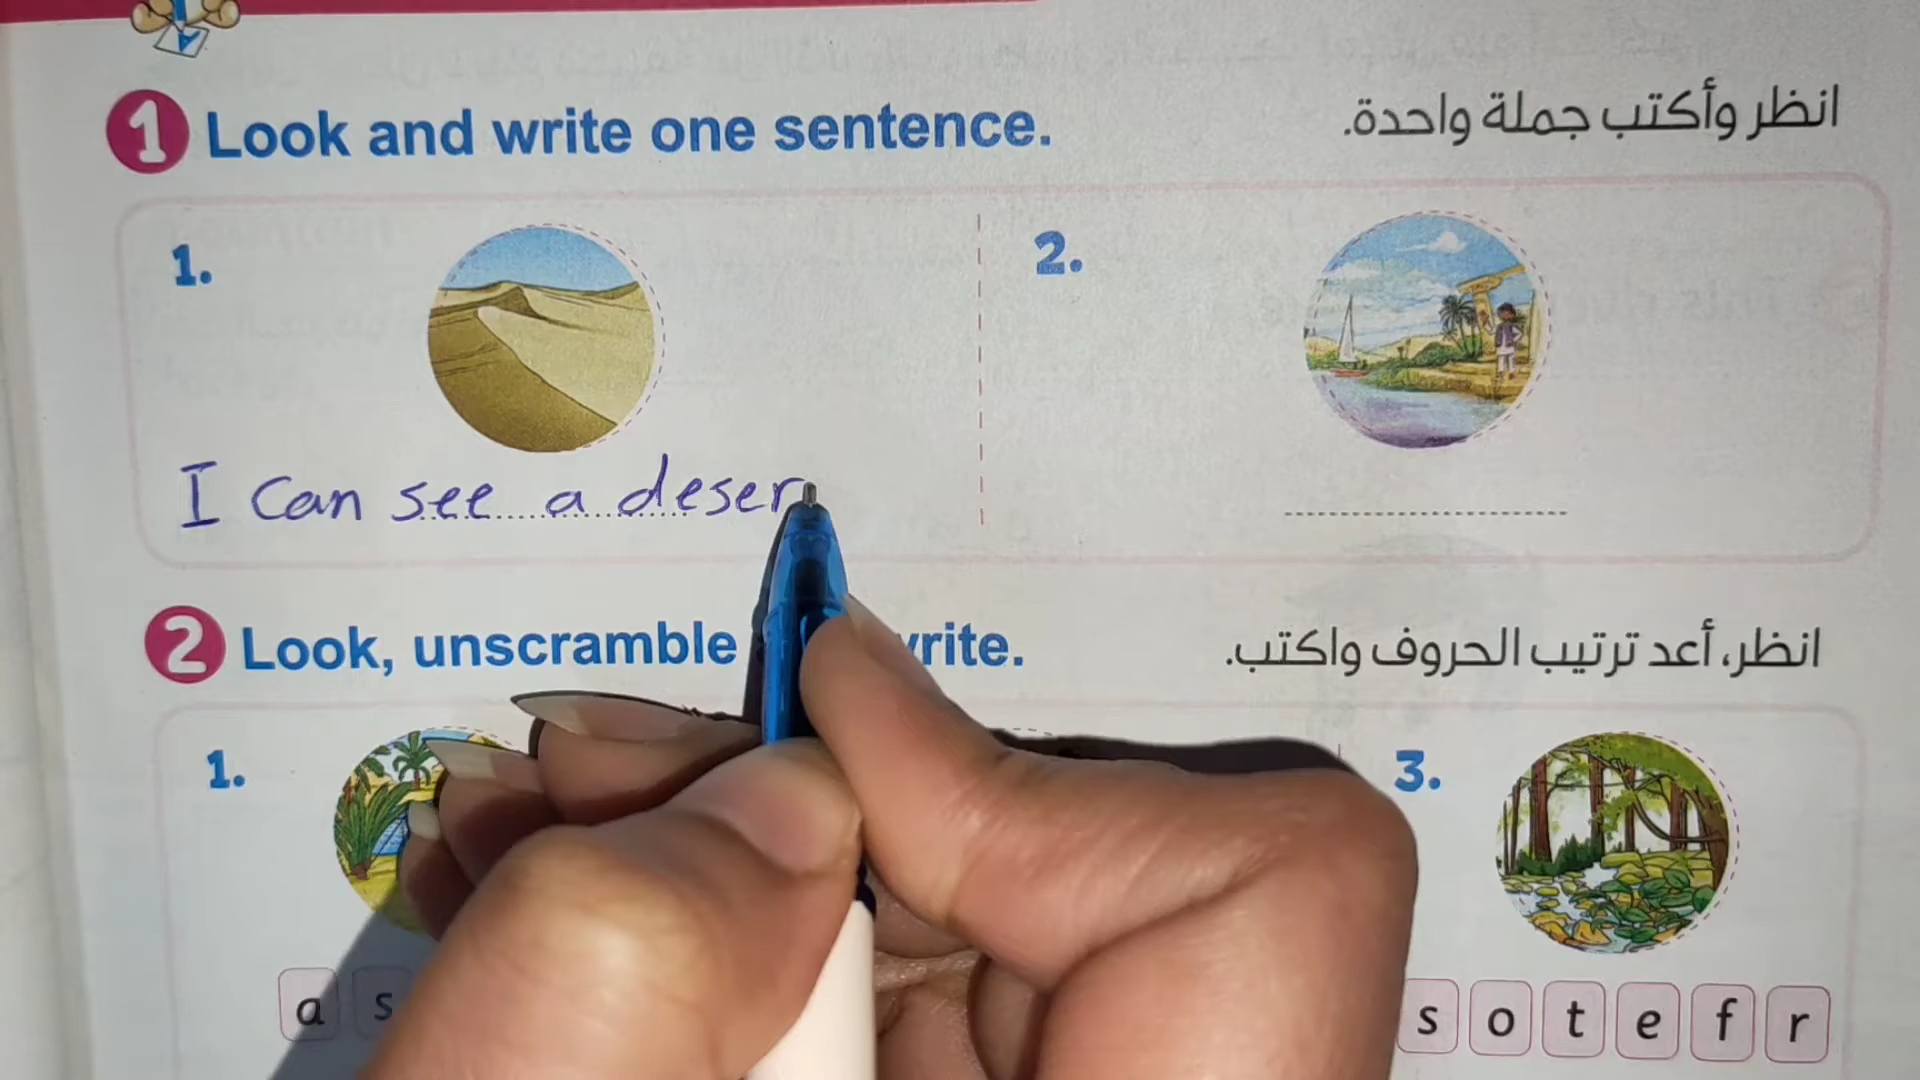 1 Look and write one sentence.
انظر وأكتب جملة واحدة.
1.
2.
I can see a deser
2 Look, unscramble write.
انظر، أعد ترتيب الحروف واكتب.
1.
3.
a s
s o t e f r